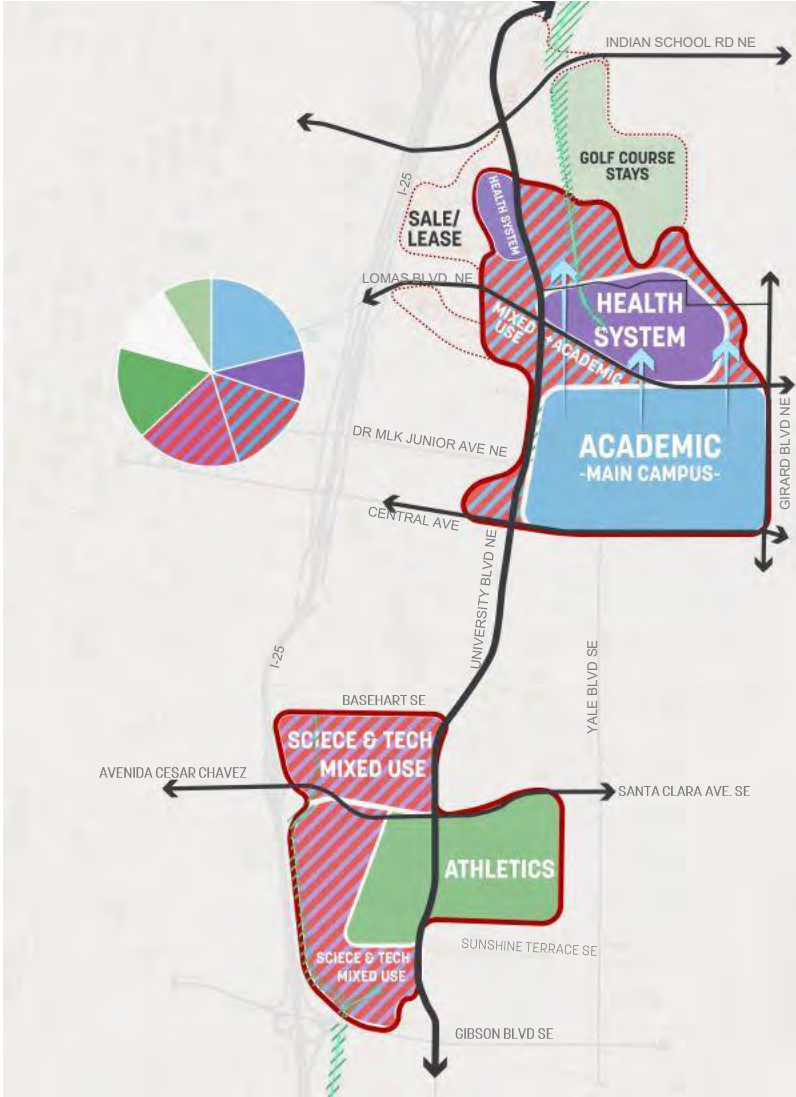 INDIAN SCHOOL RD NE
GOLF COURSE
STAYS
I-25
HEALTH SYSTEM
SALE/
LEASE
LOMAS BLVD. NE
HEALTH
SYSTEM
MIXED + ACADEMIC
USE
DR MLK JUNIOR AVE NE
ACADEMIC
-MAIN CAMPUS-
GIRARD BLVD NE
CENTRAL AVE
UNIVERSITY BLVD NE
I-25
YALE BLVD SE
BASEHART SE
SCIECE & TECH
MIXED USE
AVENIDA CESAR CHAVEZ
SANTA CLARA AVE. SE
ATHLETICS
SUNSHINE TERRACE SE
SCIECE & TECH
MIXED USE
GIBSON BLVD SE